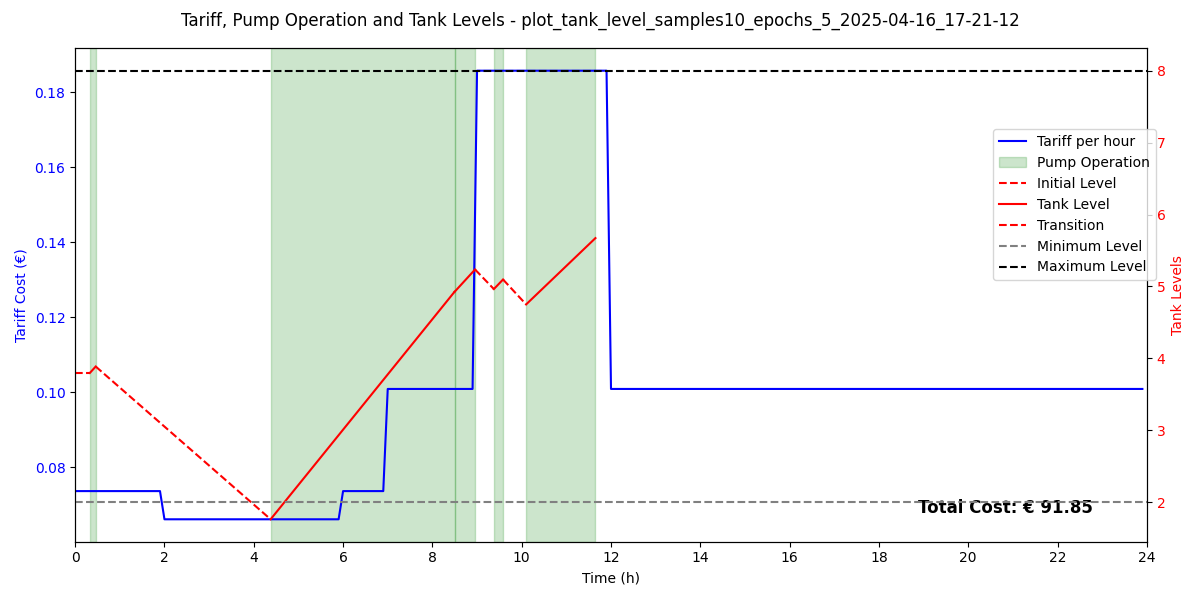 Tariff, Pump Operation and Tank Levels - plot_tank_level_samples10_epochs_5_2025-04-16_17-21-12
Tariff Cost (€)
0.18
0.16
0.14
0.12
0.10
0.08
8
7
6
5
4
3
2
Tank Levels
Tariff per hour
Pump Operation
Initial Level
Tank Level
Transition
Minimum Level
Maximum Level
Total Cost: € 91.85
0 2 4 6 8 10 12 14 16 18 20 22 24
Time (h)